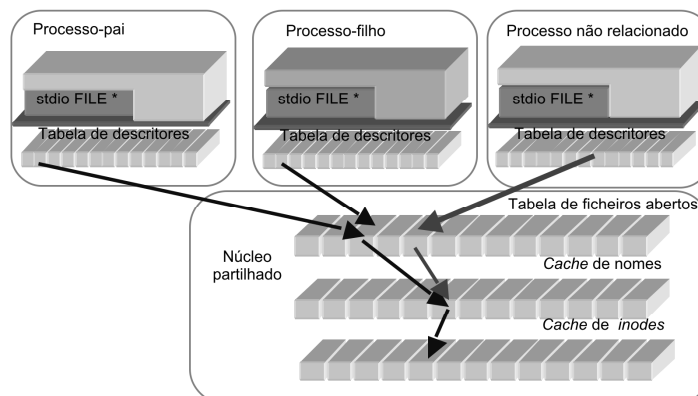 Processo-pai
Processo-filho
Processo não relacionado
stdio FILE *
stdio FILE *
stdio FILE *
Tabela de descritores
Tabela de descritores
Tabela de descritores
Tabela de ficheiros abertos
Núcleo
partilhado
Cache de nomes
Cache de inodes